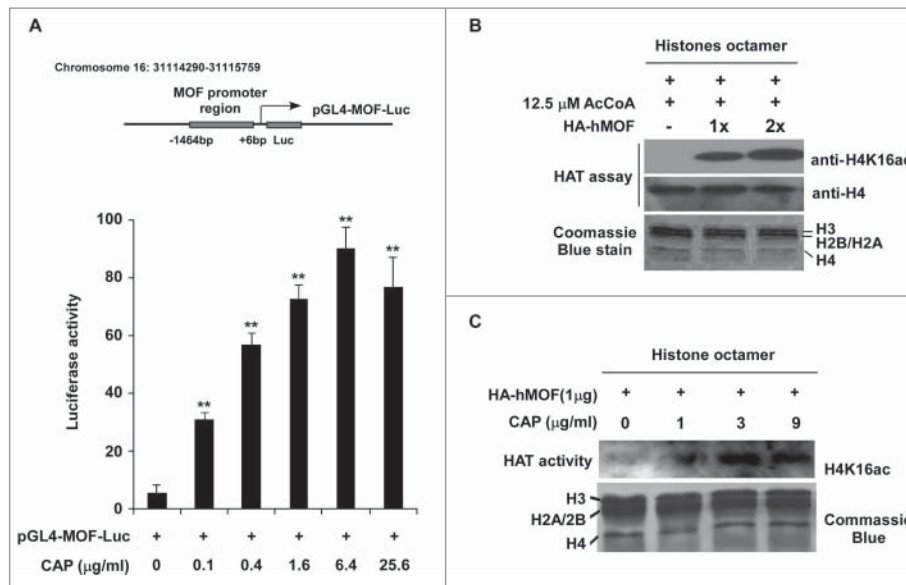 A
Chromosome 16: 31114290-31115759
MOF promoter
region
pGL4-MOF-Luc
-1464bp +6bp Luc
Luciferase activity
100
80
60
40
20
0
**
**
**
**
**
pGL4-MOF-Luc + + + + + +
CAP (µg/ml) 0 0.1 0.4 1.6 6.4 25.6
B
Histones octamer
+ + +
12.5 µM AcCoA + + +
HA-hMOF - 1x 2x
HAT assay
anti-H4K16ac
anti-H4
Coomassie
Blue stain
H3
H2B/H2A
H4
C
Histone octamer
HA-hMOF(1µg) + + + +
CAP (µg/ml) 0 1 3 9
HAT activity
H4K16ac
H3
H2A/2B
H4
Commassie
Blue